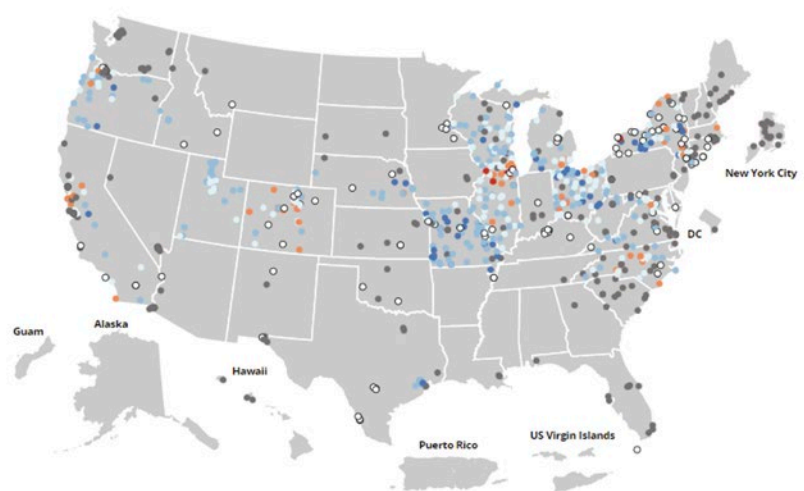 New York City
DC
Guam
Alaska
Hawaii
Puerto Rico
US Virgin Islands